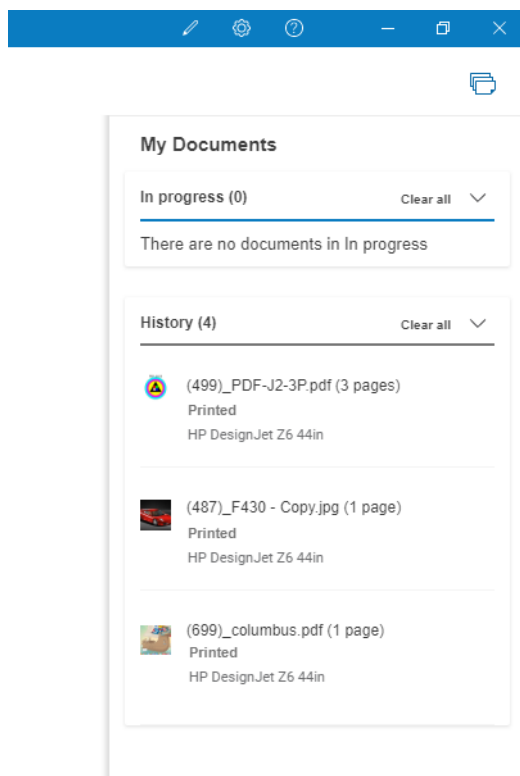 My Documents
In progress (0) Clear all
There are no documents in In progress
History (4) Clear all
(499)_PDF-J2-3P.pdf (3 pages)
Printed
HP DesignJet Z6 44in
(487)_F430 - Copy.jpg (1 page)
Printed
HP DesignJet Z6 44in
(699)_columbus.pdf (1 page)
Printed
HP DesignJet Z6 44in